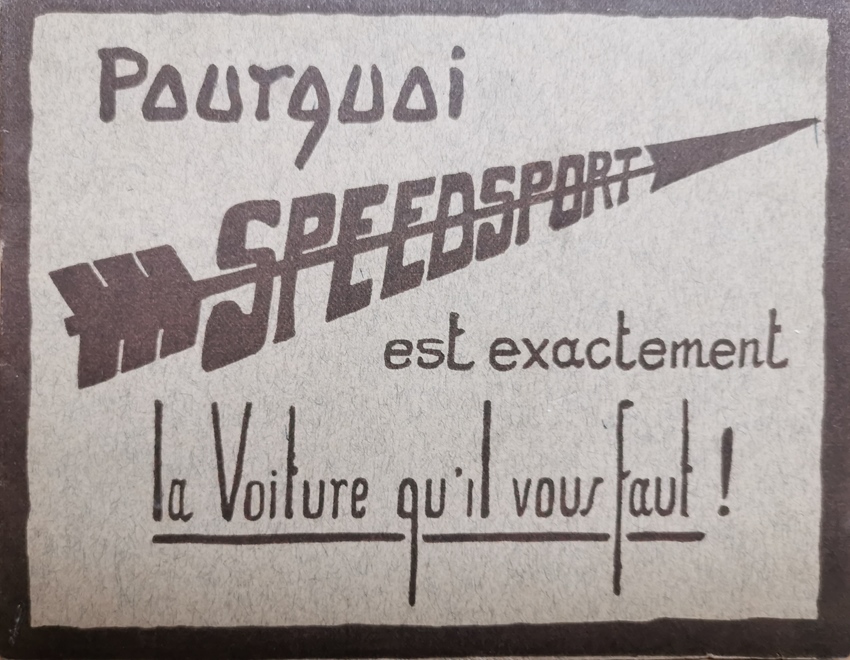 Pourquoi
SPEEDSPORT
est exactement
la Voiture qu'il vous faut !